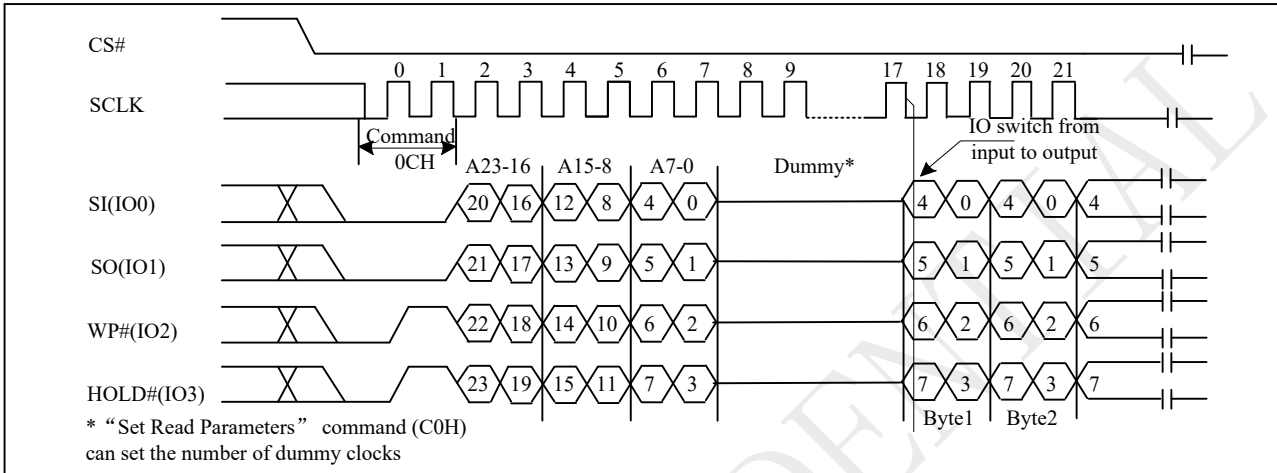 CS#
0 1 2 3 4 5 6 7 8 9 17 18 19 20 21
SCLK
Command
0CH
IO switch from
input to output
A23-16 A15-8 A7-0 Dummy*
SI(IO0) 20 16 12 8 4 0 4 0 4 0 4
SO(IO1) 21 17 13 9 5 1 5 1 5 1 5
WP#(IO2) 22 18 14 10 6 2 6 2 6 2 6
HOLD#(IO3) 23 19 15 11 7 3 7 3 7 3 7
Byte1 Byte2
* “Set Read Parameters” command (C0H)
can set the number of dummy clocks